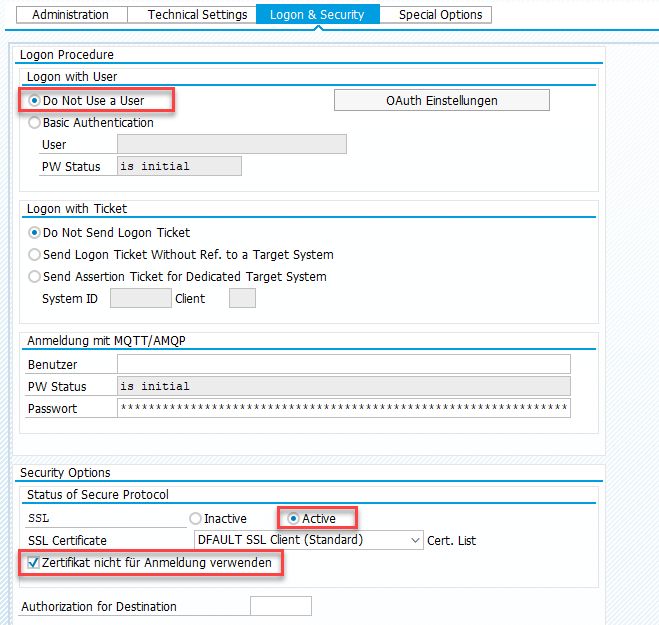 Administration Technical Settings Logon & Security Special Options
Logon Procedure
Logon with User
Do Not Use a User OAuth Einstellungen
Basic Authentication
User
PW Status is initial
Logon with Ticket
Do Not Send Logon Ticket
Send Logon Ticket Without Ref. to a Target System
Send Assertion Ticket for Dedicated Target System
System ID Client
Anmeldung mit MQTT/AMQP
Benutzer
PW Status is initial
Passwort ****************************************************************
Security Options
Status of Secure Protocol
SSL Inactive Active
SSL Certificate DFAULT SSL Client (Standard) Cert. List
Zertifikat nicht für Anmeldung verwenden
Authorization for Destination